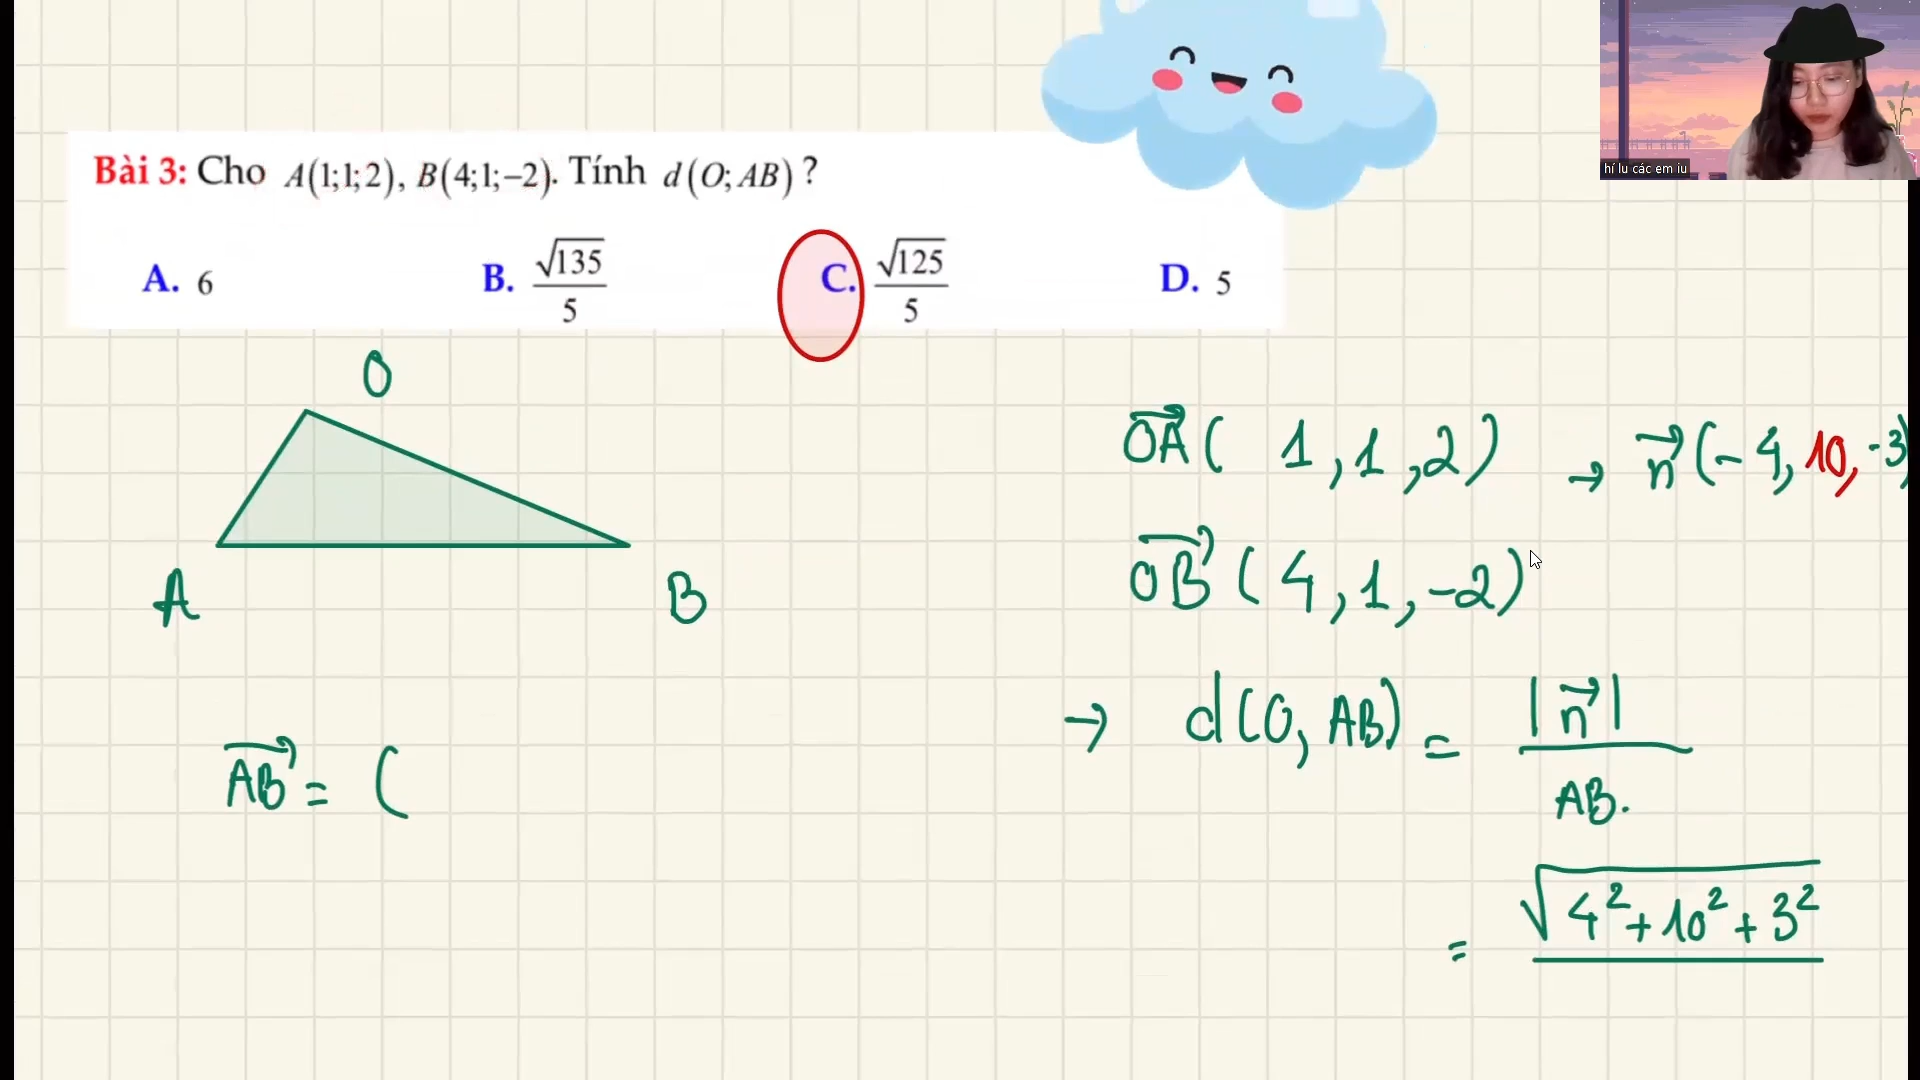 hí lu các em iu
Bài 3: Cho A(1;1;2), B(4;1;−2). Tính d(O; AB) ?
A. 6 B. √135/5 C. √125/5 D. 5
O
A B
OA→ ( 1 , 1 , 2 ) → n→ (- 4, 10, -3)
OB→ ( 4 , 1 , -2 )
→ d(O, AB) = |n→| / AB.
AB→ = (
= √4² + 10² + 3²